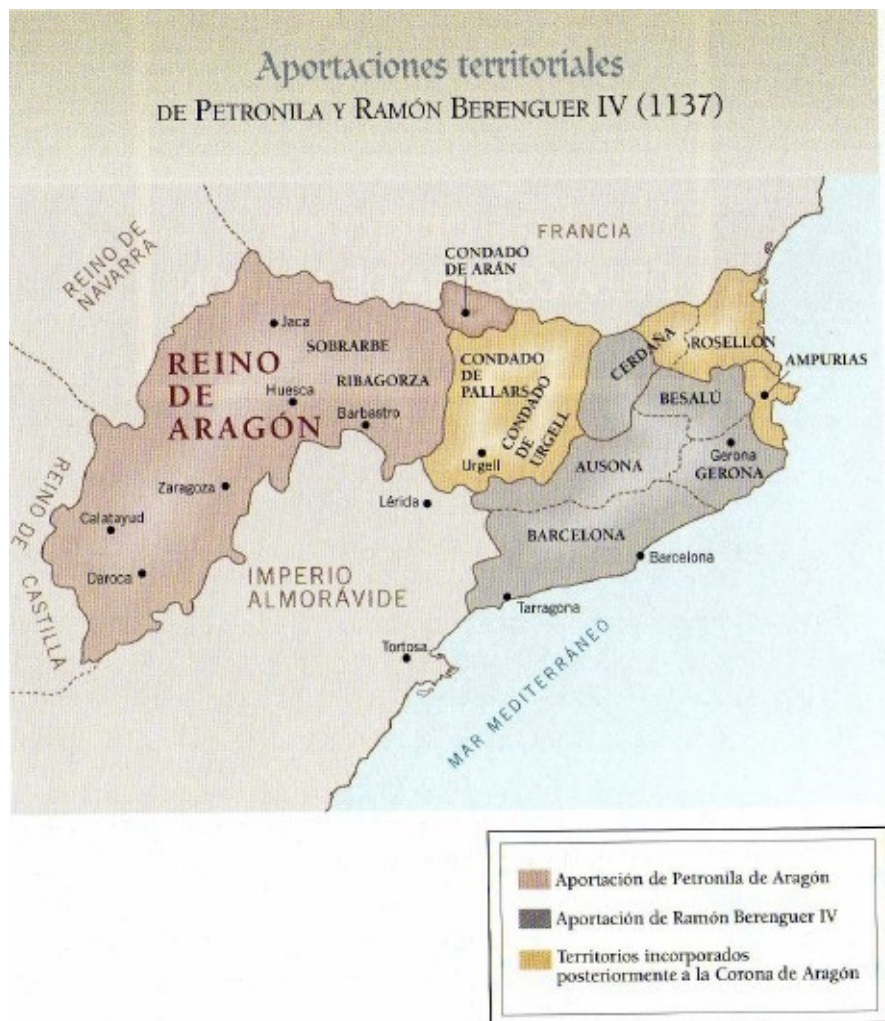 Aportaciones territoriales
DE PETRONILA Y RAMÓN BERENGUER IV (1137)
REINO DE
NAVARRA
FRANCIA
CONDADO
DE ARÁN
Jaca
SOBRARBE
CERDAÑA
ROSELLÓN
REINO
DE
ARAGÓN
RIBAGORZA
CONDADO
DE
PALLARS
CONDADO
DE
URGELL
AMPURIAS
Huesca
Barbastro
BESALÚ
Urgell
AUSONA
Gerona
GERONA
Zaragoza
Lérida
REINO DE
CASTILLA
Calatayud
BARCELONA
Barcelona
Daroca
IMPERIO
ALMORÁVIDE
Tarragona
Tortosa
MAR MEDITERRÁNEO
Aportación de Petronila de Aragón
Aportación de Ramón Berenguer IV
Territorios incorporados
posteriormente a la Corona de Aragón